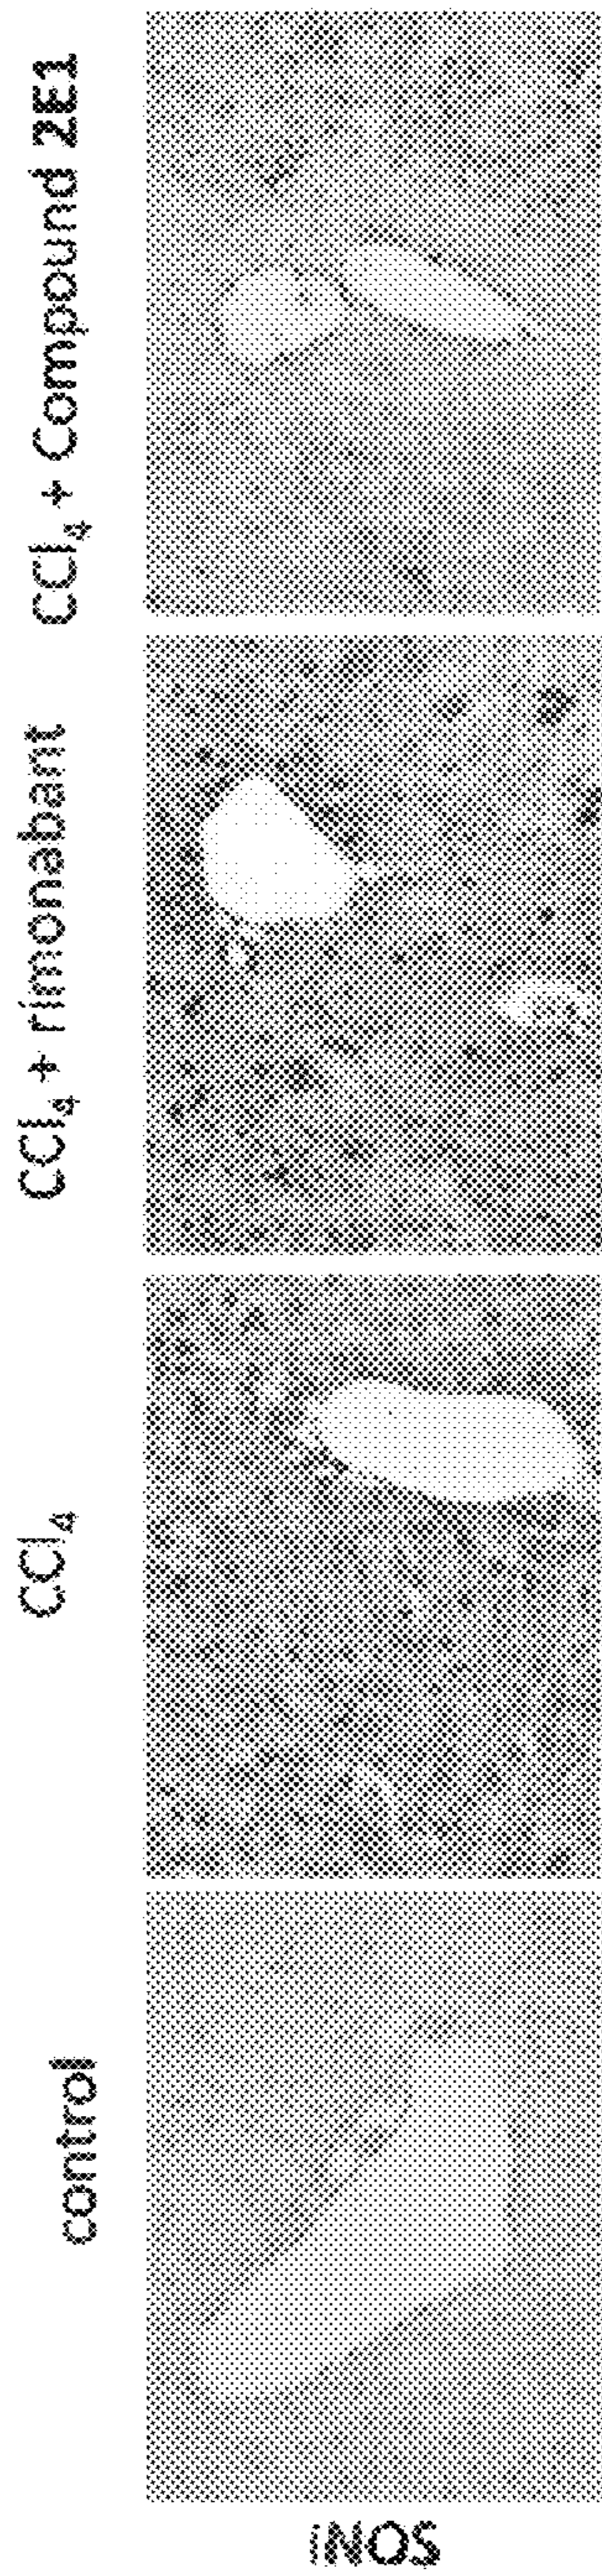 CCl₄ + Compound 2E1
CCl₄ + rimonabant
CCl₄
control
iNOS